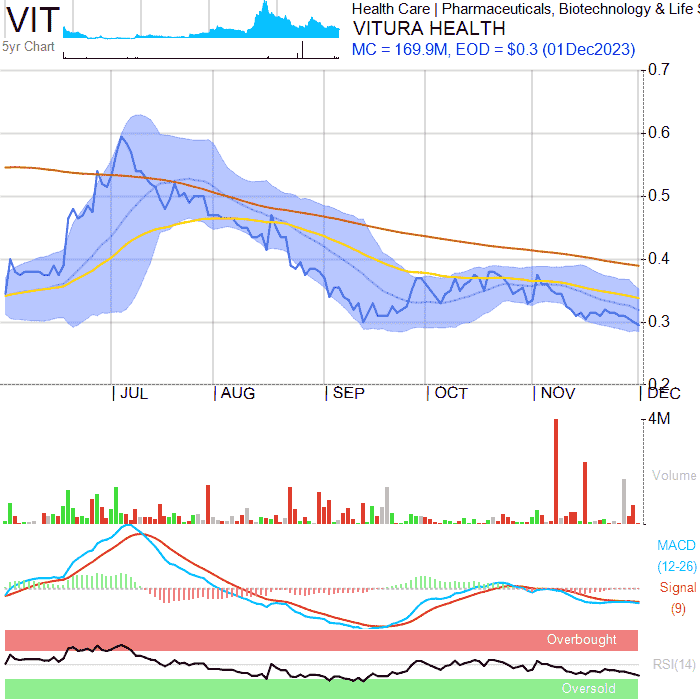 VIT
Health Care | Pharmaceuticals, Biotechnology & Life S
VITURA HEALTH
5yr Chart
MC = 169.9M, EOD = $0.3 (01Dec2023)
0.7
0.6
0.5
0.4
0.3
0.2
JUL AUG SEP OCT NOV DEC
4M
Volume
MACD
(12-26)
Signal
(9)
Overbought
RSI(14)
Oversold